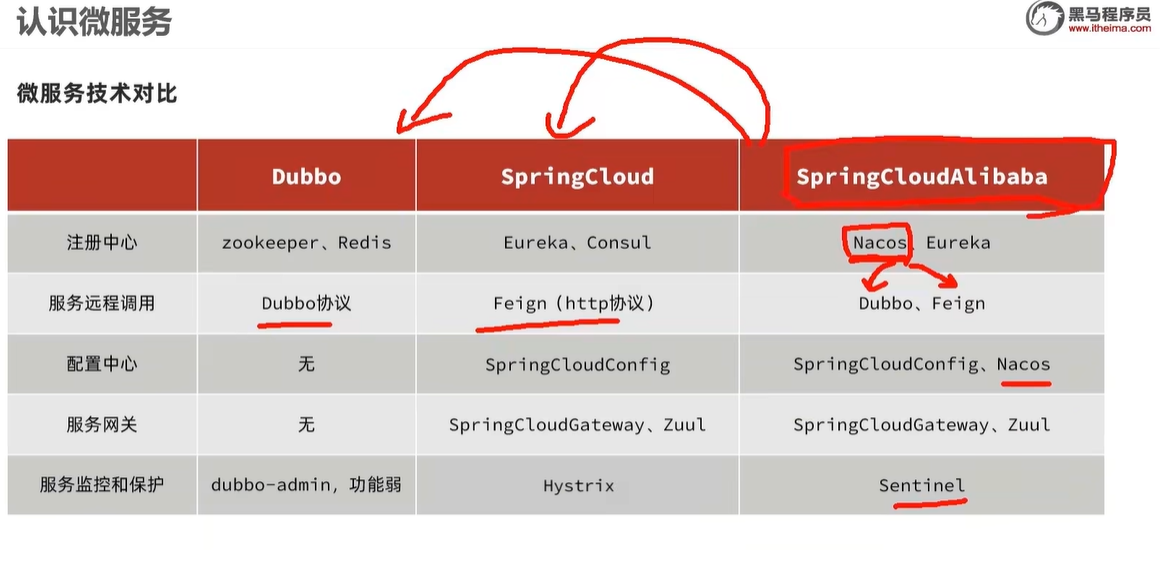 认识微服务
黑马程序员
www.itheima.com
微服务技术对比
Dubbo SpringCloud SpringCloudAlibaba
注册中心 zookeeper、Redis Eureka、Consul Nacos、Eureka
服务远程调用 Dubbo协议 Feign（http协议） Dubbo、Feign
配置中心 无 SpringCloudConfig SpringCloudConfig、Nacos
服务网关 无 SpringCloudGateway、Zuul SpringCloudGateway、Zuul
服务监控和保护 dubbo-admin，功能弱 Hystrix Sentinel